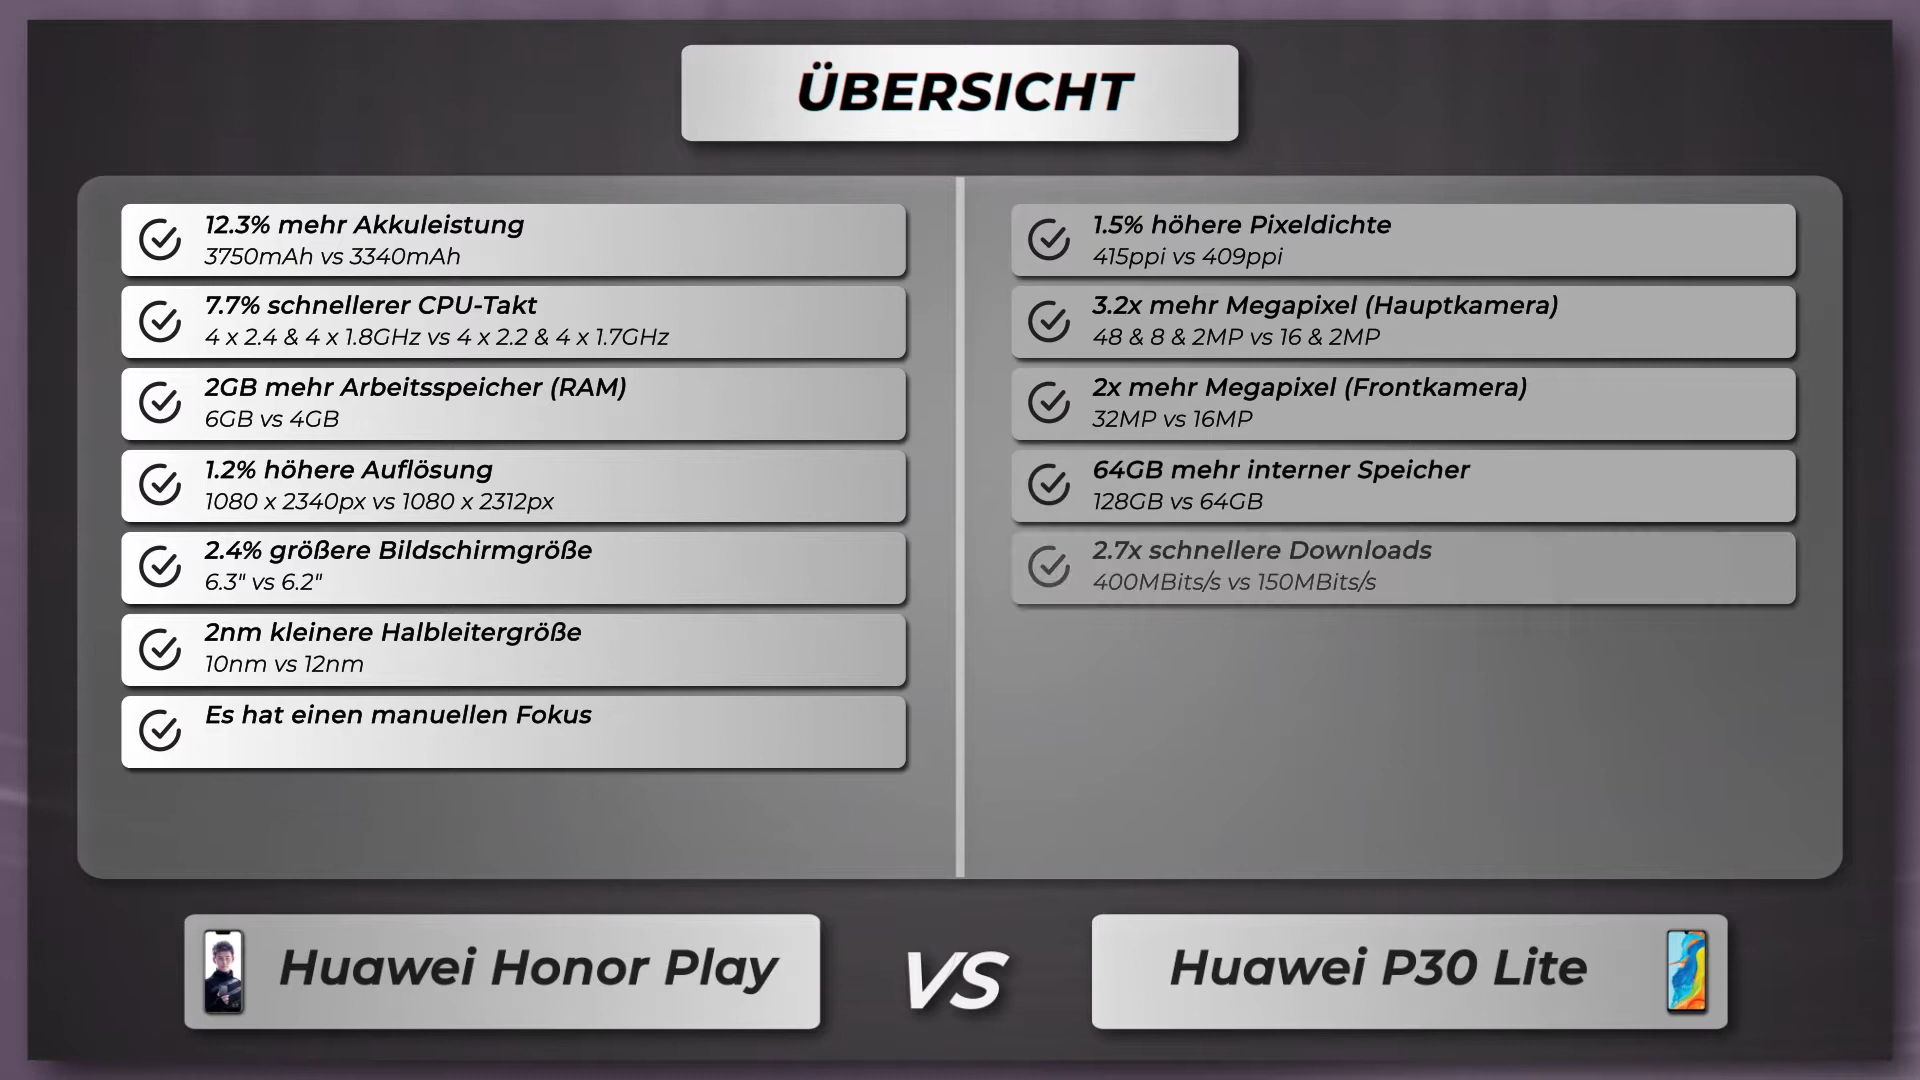 ÜBERSICHT
12.3% mehr Akkuleistung
3750mAh vs 3340mAh
7.7% schnellerer CPU-Takt
4 x 2.4 & 4 x 1.8GHz vs 4 x 2.2 & 4 x 1.7GHz
2GB mehr Arbeitsspeicher (RAM)
6GB vs 4GB
1.2% höhere Auflösung
1080 x 2340px vs 1080 x 2312px
2.4% größere Bildschirmgröße
6.3" vs 6.2"
2nm kleinere Halbleitergröße
10nm vs 12nm
Es hat einen manuellen Fokus
1.5% höhere Pixeldichte
415ppi vs 409ppi
3.2x mehr Megapixel (Hauptkamera)
48 & 8 & 2MP vs 16 & 2MP
2x mehr Megapixel (Frontkamera)
32MP vs 16MP
64GB mehr interner Speicher
128GB vs 64GB
2.7x schnellere Downloads
400MBits/s vs 150MBits/s
Huawei Honor Play
VS
Huawei P30 Lite